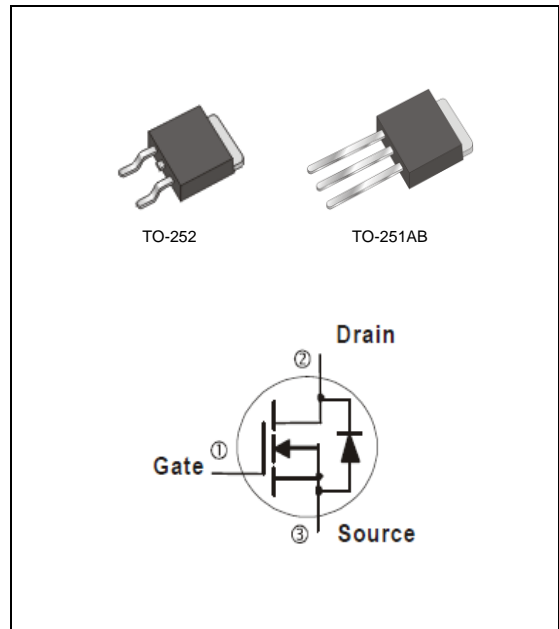 TO-252
TO-251AB
Drain
②
①
Gate
③
Source